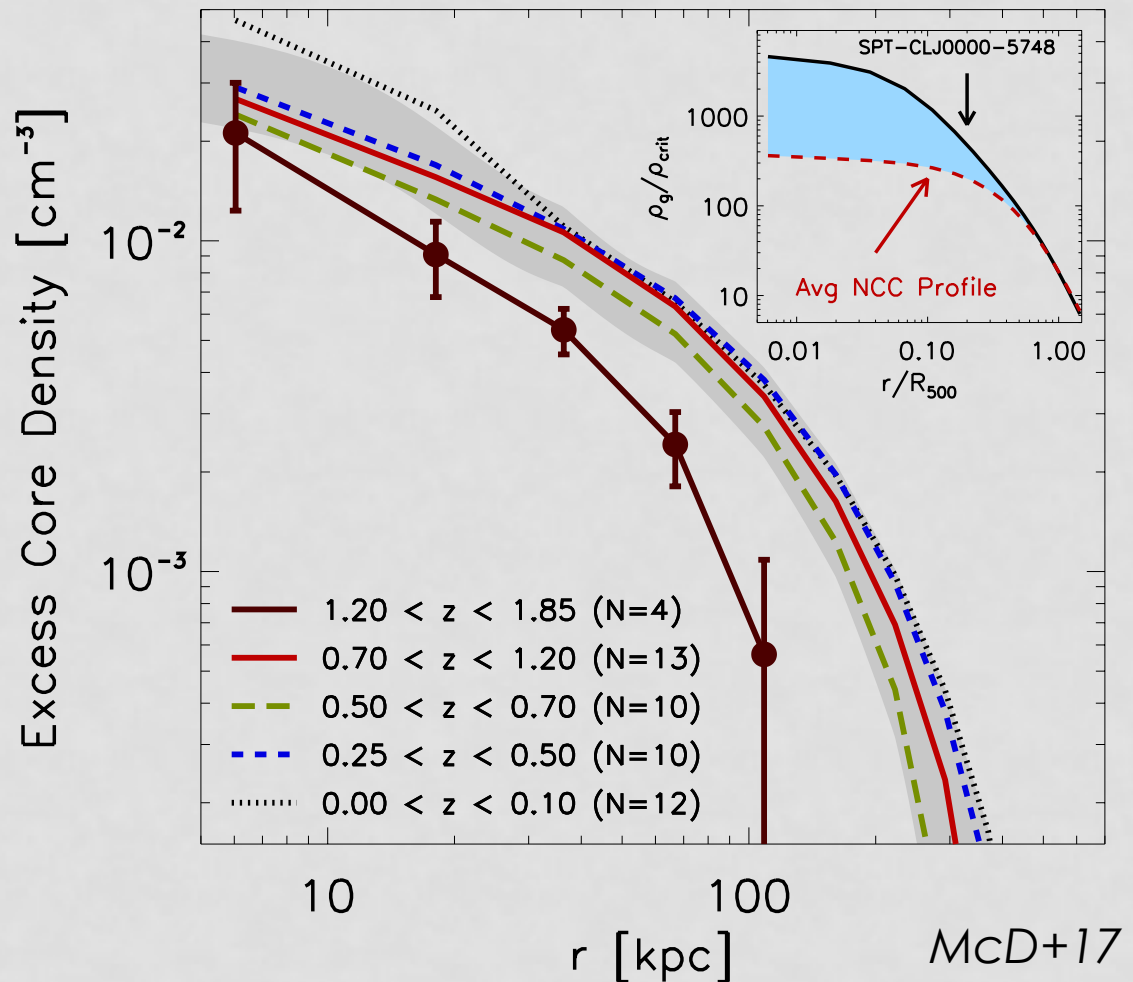 Excess Core Density [cm⁻³]
10⁻²
10⁻³
SPT-CLJ0000-5748
ρg/ρcrit
1000
100
10
Avg NCC Profile
0.01 0.10 1.00
r/R500
1.20 < z < 1.85 (N=4)
0.70 < z < 1.20 (N=13)
0.50 < z < 0.70 (N=10)
0.25 < z < 0.50 (N=10)
0.00 < z < 0.10 (N=12)
10 100
r [kpc]
McD+17